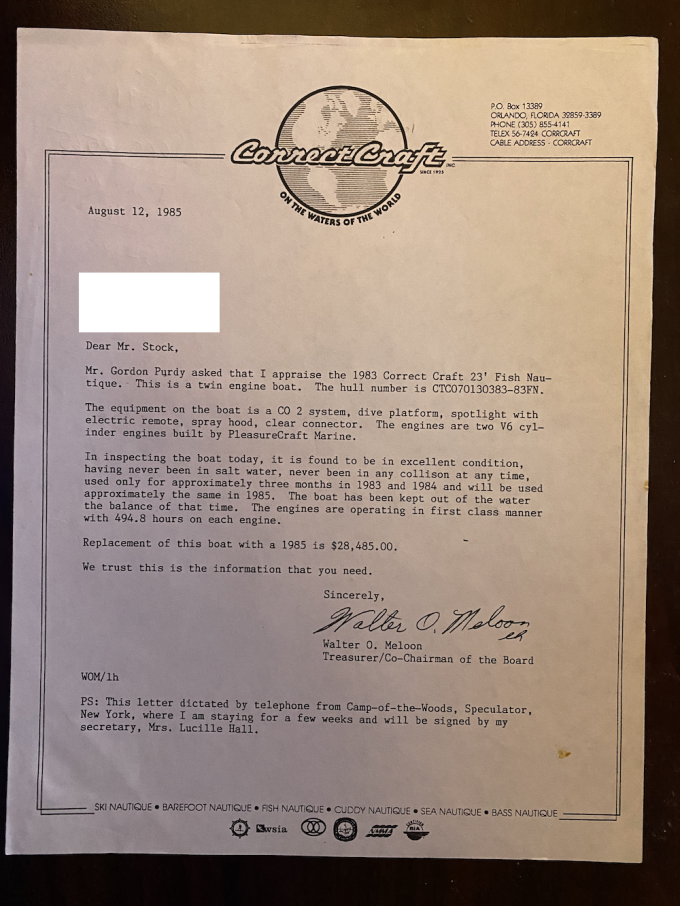 P.O. Box 13389
ORLANDO, FLORIDA 32859-3389
PHONE (305) 855-4141
TELEX 56-7424 CORRCRAFT
CABLE ADDRESS - CORRCRAFT
Correct Craft INC.
SINCE 1925
ON THE WATERS OF THE WORLD
August 12, 1985
Dear Mr. Stock,
Mr. Gordon Purdy asked that I appraise the 1983 Correct Craft 23' Fish Nau-
tique. This is a twin engine boat. The hull number is CTC070130383-83FN.
The equipment on the boat is a CO 2 system, dive platform, spotlight with
electric remote, spray hood, clear connector. The engines are two V6 cyl-
inder engines built by PleasureCraft Marine.
In inspecting the boat today, it is found to be in excellent condition,
having never been in salt water, never been in any collison at any time,
used only for approximately three months in 1983 and 1984 and will be used
approximately the same in 1985. The boat has been kept out of the water
the balance of that time. The engines are operating in first class manner
with 494.8 hours on each engine.
Replacement of this boat with a 1985 is $28,485.00.
We trust this is the information that you need.
Sincerely,
Walter O. Meloon
Walter O. Meloon
Treasurer/Co-Chairman of the Board
WOM/lh
PS: This letter dictated by telephone from Camp-of-the-Woods, Speculator,
New York, where I am staying for a few weeks and will be signed by my
secretary, Mrs. Lucille Hall.
SKI NAUTIQUE • BAREFOOT NAUTIQUE • FISH NAUTIQUE • CUDDY NAUTIQUE • SEA NAUTIQUE • BASS NAUTIQUE
wsia